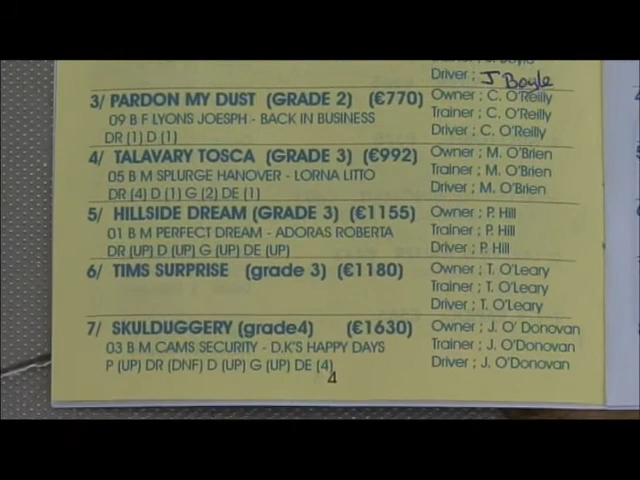 Driver ; J Boyle
3/ PARDON MY DUST (GRADE 2) (€770) Owner ; C. O'Reilly
09 B F LYONS JOESPH - BACK IN BUSINESS Trainer ; C. O'Reilly
DR (1) D (1) Driver ; C. O'Reilly
4/ TALAVARY TOSCA (GRADE 3) (€992) Owner ; M. O'Brien
05 B M SPLURGE HANOVER - LORNA LITTO Trainer ; M. O'Brien
DR (4) D (1) G (2) DE (1) Driver ; M. O'Brien
5/ HILLSIDE DREAM (GRADE 3) (€1155) Owner ; P. Hill
01 B M PERFECT DREAM - ADORAS ROBERTA Trainer ; P. Hill
DR (UP) D (UP) G (UP) DE (UP) Driver ; P. Hill
6/ TIMS SURPRISE (grade 3) (€1180) Owner ; T. O'Leary
Trainer ; T. O'Leary
Driver ; T. O'Leary
7/ SKULDUGGERY (grade4) (€1630) Owner ; J. O' Donovan
03 B M CAMS SECURITY - D.K'S HAPPY DAYS Trainer ; J. O'Donovan
P (UP) DR (DNF) D (UP) G (UP) DE (4) Driver ; J. O'Donovan
4